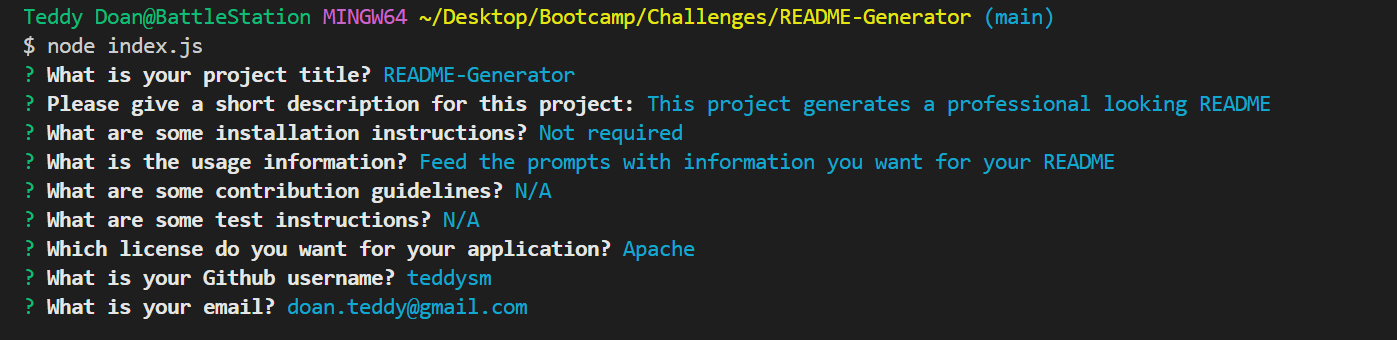 Teddy Doan@BattleStation MINGW64 ~/Desktop/Bootcamp/Challenges/README-Generator (main)
$ node index.js
? What is your project title? README-Generator
? Please give a short description for this project: This project generates a professional looking README
? What are some installation instructions? Not required
? What is the usage information? Feed the prompts with information you want for your README
? What are some contribution guidelines? N/A
? What are some test instructions? N/A
? Which license do you want for your application? Apache
? What is your Github username? teddysm
? What is your email? doan.teddy@gmail.com